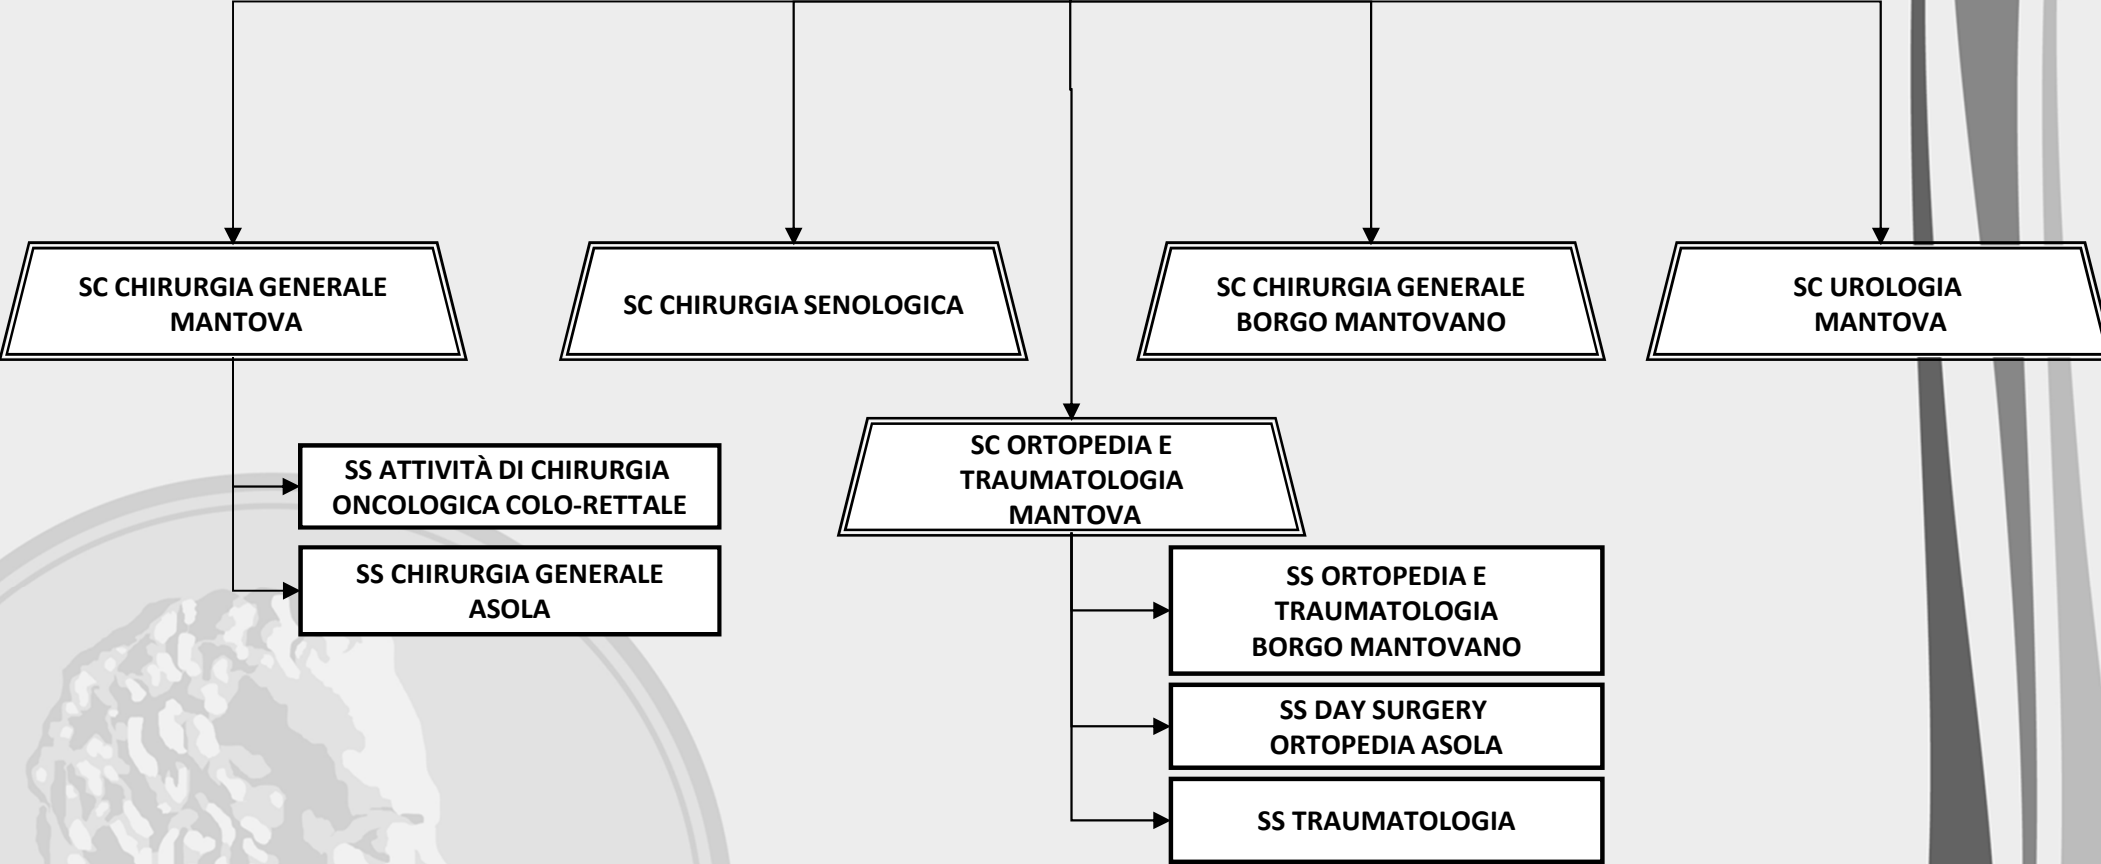 SC CHIRURGIA GENERALE
MANTOVA
SC CHIRURGIA SENOLOGICA
SC CHIRURGIA GENERALE
BORGO MANTOVANO
SC UROLOGIA
MANTOVA
SS ATTIVITÀ DI CHIRURGIA
ONCOLOGICA COLO-RETTALE
SS CHIRURGIA GENERALE
ASOLA
SC ORTOPEDIA E
TRAUMATOLOGIA
MANTOVA
SS ORTOPEDIA E
TRAUMATOLOGIA
BORGO MANTOVANO
SS DAY SURGERY
ORTOPEDIA ASOLA
SS TRAUMATOLOGIA